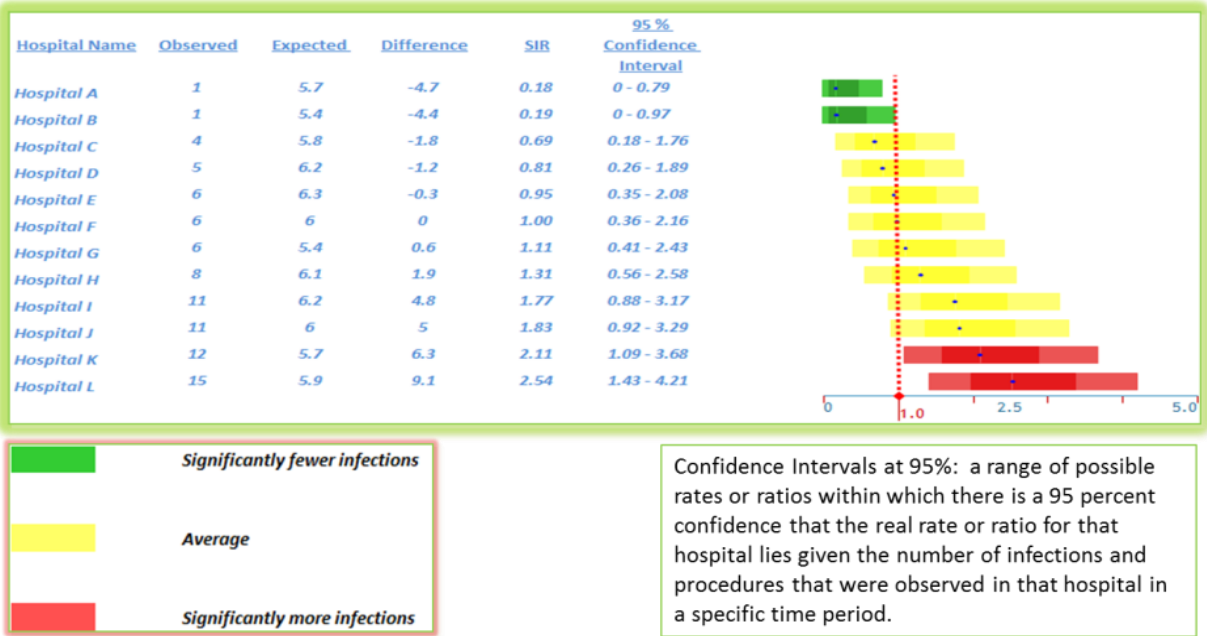 Hospital Name Observed Expected Difference SIR 95 % Confidence Interval
Hospital A 1 5.7 -4.7 0.18 0 - 0.79
Hospital B 1 5.4 -4.4 0.19 0 - 0.97
Hospital C 4 5.8 -1.8 0.69 0.18 - 1.76
Hospital D 5 6.2 -1.2 0.81 0.26 - 1.89
Hospital E 6 6.3 -0.3 0.95 0.35 - 2.08
Hospital F 6 6 0 1.00 0.36 - 2.16
Hospital G 6 5.4 0.6 1.11 0.41 - 2.43
Hospital H 8 6.1 1.9 1.31 0.56 - 2.58
Hospital I 11 6.2 4.8 1.77 0.88 - 3.17
Hospital J 11 6 5 1.83 0.92 - 3.29
Hospital K 12 5.7 6.3 2.11 1.09 - 3.68
Hospital L 15 5.9 9.1 2.54 1.43 - 4.21
0 1.0 2.5 5.0
Significantly fewer infections
Average
Significantly more infections
Confidence Intervals at 95%: a range of possible
rates or ratios within which there is a 95 percent
confidence that the real rate or ratio for that
hospital lies given the number of infections and
procedures that were observed in that hospital in
a specific time period.